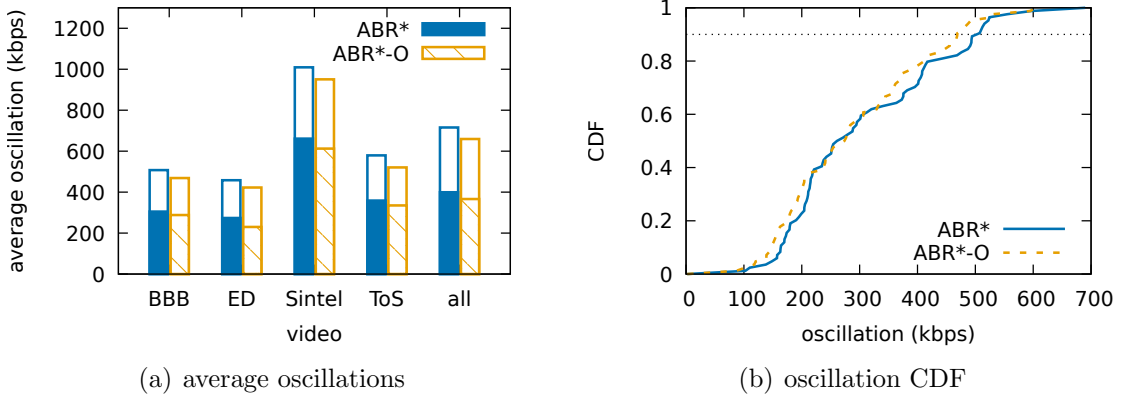 average oscillation (kbps)
1200
1000
800
600
400
200
0
ABR*
ABR*-O
BBB ED Sintel ToS all
video
(a) average oscillations
CDF
1
0.8
0.6
0.4
0.2
0
ABR*
ABR*-O
0 100 200 300 400 500 600 700
oscillation (kbps)
(b) oscillation CDF